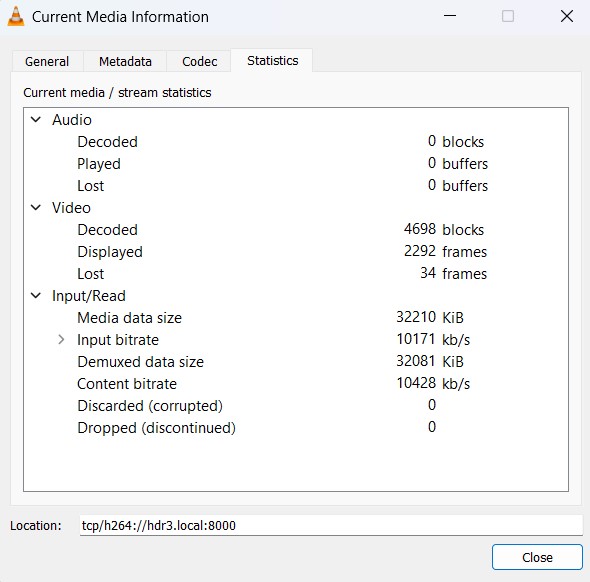 Current Media Information
General Metadata Codec Statistics
Current media / stream statistics
Audio
Decoded 0 blocks
Played 0 buffers
Lost 0 buffers
Video
Decoded 4698 blocks
Displayed 2292 frames
Lost 34 frames
Input/Read
Media data size 32210 KiB
Input bitrate 10171 kb/s
Demuxed data size 32081 KiB
Content bitrate 10428 kb/s
Discarded (corrupted) 0
Dropped (discontinued) 0
Location: tcp/h264://hdr3.local:8000
Close